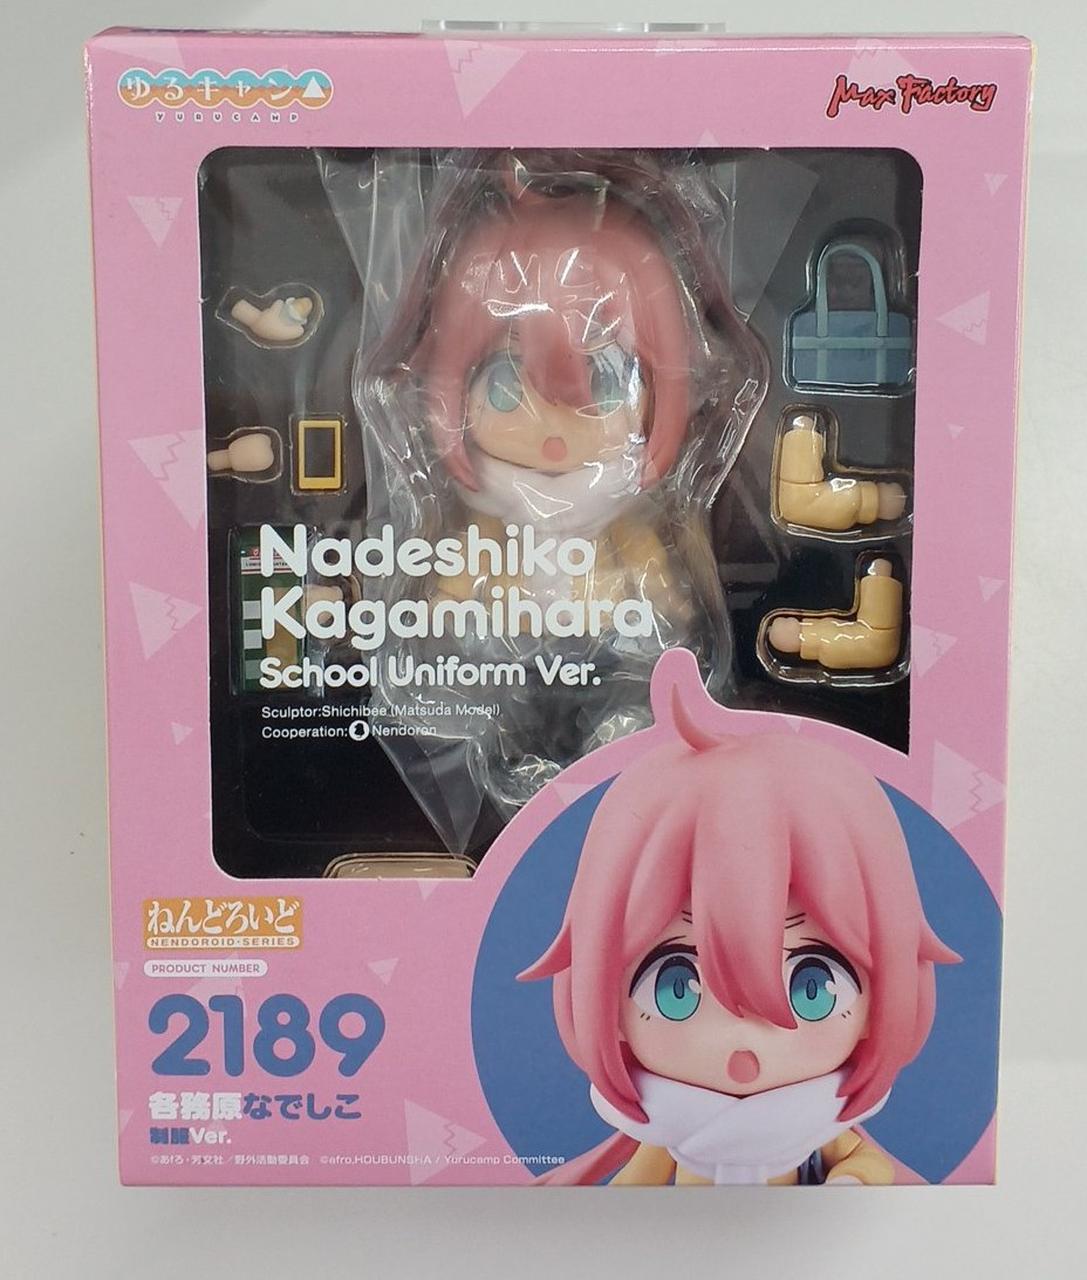 ゆるキャン△
YURUCAMP
Max Factory
Nadeshiko
Kagamihara
School Uniform Ver.
Sculptor:Shichibee (Matsuda Model)
Cooperation: Nendoron
ねんどろいど
NENDOROID·SERIES
PRODUCT NUMBER
2189
各務原なでしこ
制服Ver.
©あfろ・芳文社／野外活動委員会 ©afro,HOUBUNSHA / Yurucamp Committee